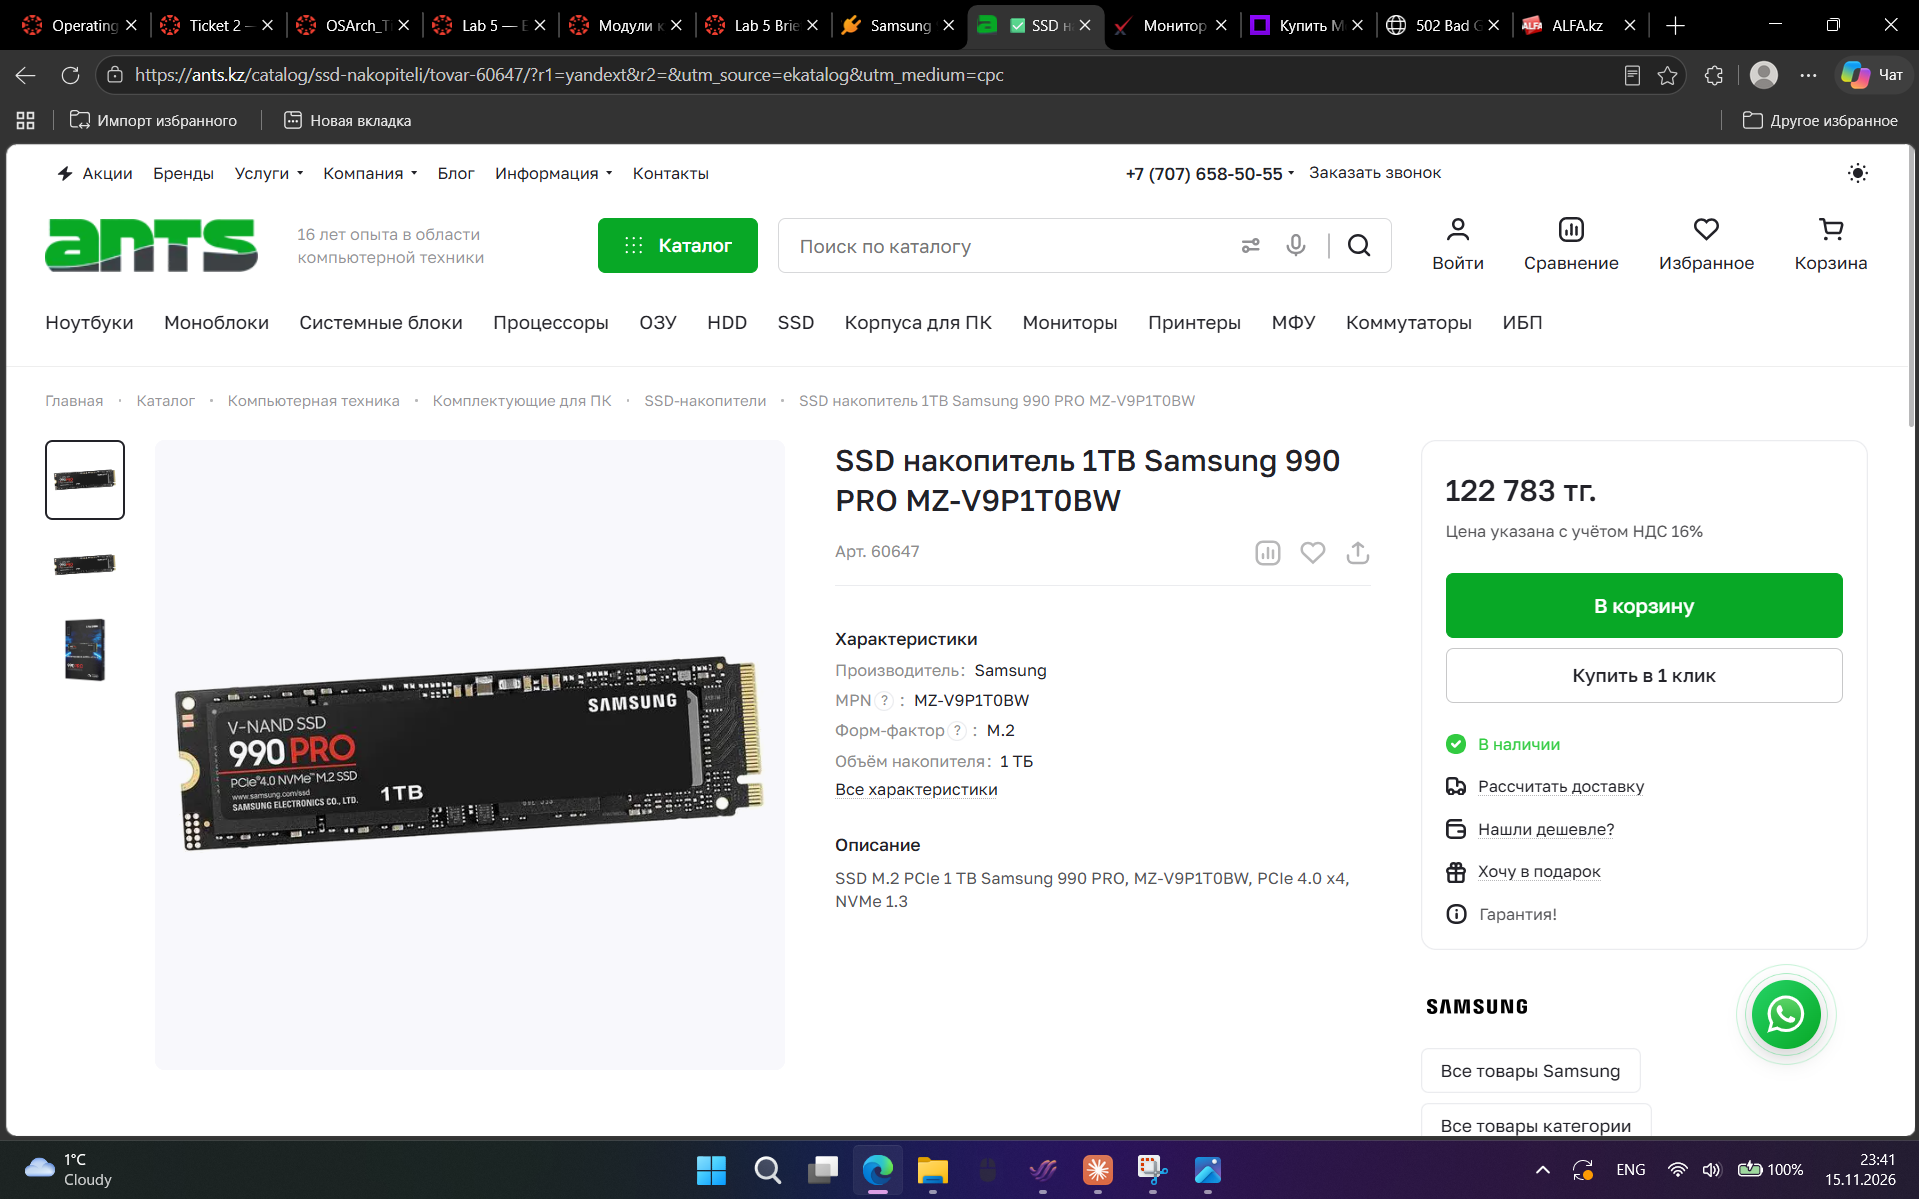 Operating
Ticket 2 —
OSArch_Ti
Lab 5 — E
Модули к
Lab 5 Brie
Samsung
SSD н
Монитор
Купить М
502 Bad G
ALFA.kz
https://ants.kz/catalog/ssd-nakopiteli/tovar-60647/?r1=yandext&r2=&utm_source=ekatalog&utm_medium=cpc
Чат
Импорт избранного
Новая вкладка
Другое избранное
Акции
Бренды
Услуги
Компания
Блог
Информация
Контакты
+7 (707) 658-50-55
Заказать звонок
ants
16 лет опыта в области
компьютерной техники
Каталог
Поиск по каталогу
Войти
Сравнение
Избранное
Корзина
Ноутбуки
Моноблоки
Системные блоки
Процессоры
ОЗУ
HDD
SSD
Корпуса для ПК
Мониторы
Принтеры
МФУ
Коммутаторы
ИБП
Главная
Каталог
Компьютерная техника
Комплектующие для ПК
SSD-накопители
SSD накопитель 1TB Samsung 990 PRO MZ-V9P1T0BW
V-NAND SSD
990 PRO
PCIe® 4.0 NVMe™ M.2 SSD
www.samsung.com/ssd
SAMSUNG ELECTRONICS CO., LTD.
1TB
SAMSUNG
SSD накопитель 1TB Samsung 990
PRO MZ-V9P1T0BW
Арт. 60647
Характеристики
Производитель: Samsung
MPN ? : MZ-V9P1T0BW
Форм-фактор ? : M.2
Объём накопителя: 1 ТБ
Все характеристики
Описание
SSD M.2 PCIe 1 TB Samsung 990 PRO, MZ-V9P1T0BW, PCIe 4.0 x4,
NVMe 1.3
122 783 тг.
Цена указана с учётом НДС 16%
В корзину
Купить в 1 клик
В наличии
Рассчитать доставку
Нашли дешевле?
Хочу в подарок
Гарантия!
SAMSUNG
Все товары Samsung
Все товары категории
1°C
Cloudy
ENG
100%
23:41
15.11.2026